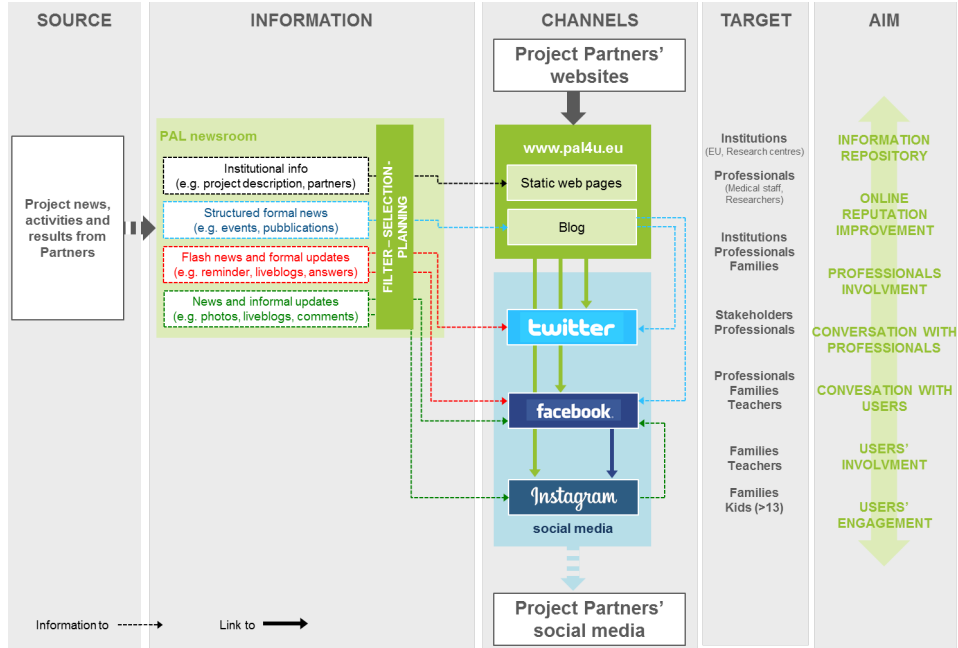 SOURCE
INFORMATION
CHANNELS
TARGET
AIM
Project news,
activities and
results from
Partners
PAL newsroom
Institutional info
(e.g. project description, partners)
Structured formal news
(e.g. events, pubblications)
Flash news and formal updates
(e.g. reminder, liveblogs, answers)
News and informal updates
(e.g. photos, liveblogs, comments)
FILTER – SELECTION -
PLANNING
Project Partners'
websites
www.pal4u.eu
Static web pages
Blog
twitter
facebook.
Instagram
social media
Project Partners'
social media
Institutions
(EU, Research centres)
Professionals
(Medical staff,
Researchers)
Institutions
Professionals
Families
Stakeholders
Professionals
Professionals
Families
Teachers
Families
Teachers
Families
Kids (>13)
INFORMATION
REPOSITORY
ONLINE
REPUTATION
IMPROVEMENT
PROFESSIONALS
INVOLVMENT
CONVERSATION WITH
PROFESSIONALS
CONVESATION WITH
USERS
USERS'
INVOLVMENT
USERS'
ENGAGEMENT
Information to
Link to